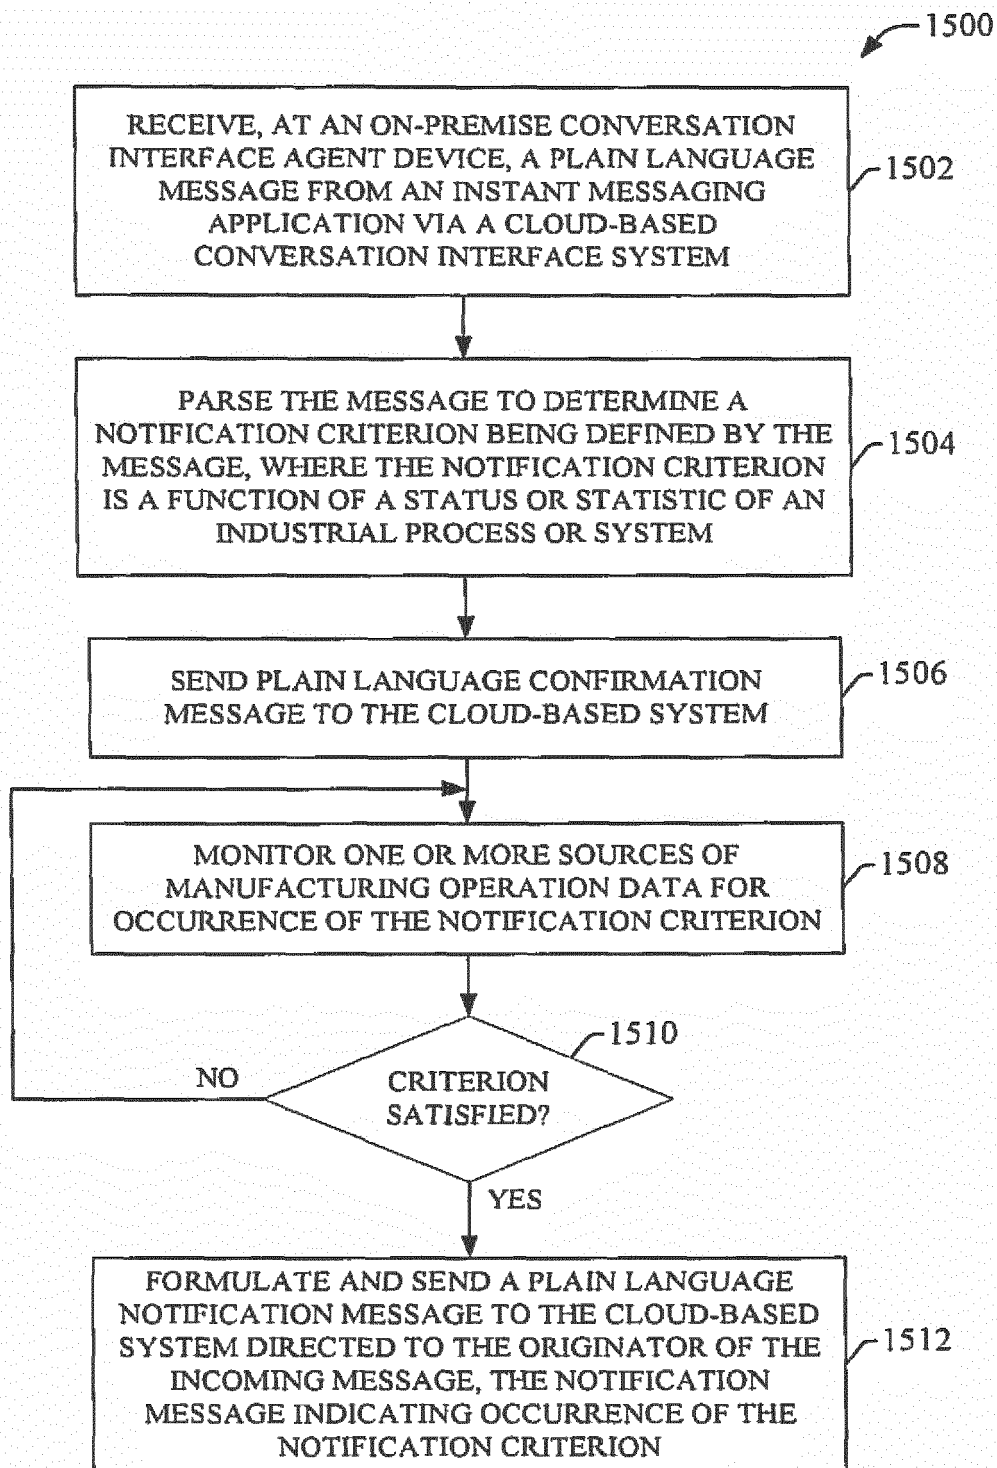 1500
RECEIVE, AT AN ON-PREMISE CONVERSATION
INTERFACE AGENT DEVICE, A PLAIN LANGUAGE
MESSAGE FROM AN INSTANT MESSAGING
APPLICATION VIA A CLOUD-BASED
CONVERSATION INTERFACE SYSTEM
1502
PARSE THE MESSAGE TO DETERMINE A
NOTIFICATION CRITERION BEING DEFINED BY THE
MESSAGE, WHERE THE NOTIFICATION CRITERION
IS A FUNCTION OF A STATUS OR STATISTIC OF AN
INDUSTRIAL PROCESS OR SYSTEM
1504
SEND PLAIN LANGUAGE CONFIRMATION
MESSAGE TO THE CLOUD-BASED SYSTEM
1506
MONITOR ONE OR MORE SOURCES OF
MANUFACTURING OPERATION DATA FOR
OCCURRENCE OF THE NOTIFICATION CRITERION
1508
1510
NO
CRITERION
SATISFIED?
YES
FORMULATE AND SEND A PLAIN LANGUAGE
NOTIFICATION MESSAGE TO THE CLOUD-BASED
SYSTEM DIRECTED TO THE ORIGINATOR OF THE
INCOMING MESSAGE, THE NOTIFICATION
MESSAGE INDICATING OCCURRENCE OF THE
NOTIFICATION CRITERION
1512